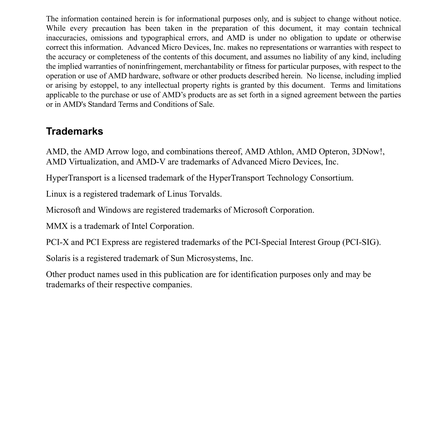 The information contained herein is for informational purposes only, and is subject to change without notice.
While every precaution has been taken in the preparation of this document, it may contain technical
inaccuracies, omissions and typographical errors, and AMD is under no obligation to update or otherwise
correct this information.  Advanced Micro Devices, Inc. makes no representations or warranties with respect to
the accuracy or completeness of the contents of this document, and assumes no liability of any kind, including
the implied warranties of noninfringement, merchantability or fitness for particular purposes, with respect to the
operation or use of AMD hardware, software or other products described herein.  No license, including implied
or arising by estoppel, to any intellectual property rights is granted by this document.  Terms and limitations
applicable to the purchase or use of AMD's products are as set forth in a signed agreement between the parties
or in AMD's Standard Terms and Conditions of Sale.
Trademarks
AMD, the AMD Arrow logo, and combinations thereof, AMD Athlon, AMD Opteron, 3DNow!,
AMD Virtualization, and AMD-V are trademarks of Advanced Micro Devices, Inc.
HyperTransport is a licensed trademark of the HyperTransport Technology Consortium.
Linux is a registered trademark of Linus Torvalds.
Microsoft and Windows are registered trademarks of Microsoft Corporation.
MMX is a trademark of Intel Corporation.
PCI-X and PCI Express are registered trademarks of the PCI-Special Interest Group (PCI-SIG).
Solaris is a registered trademark of Sun Microsystems, Inc.
Other product names used in this publication are for identification purposes only and may be
trademarks of their respective companies.